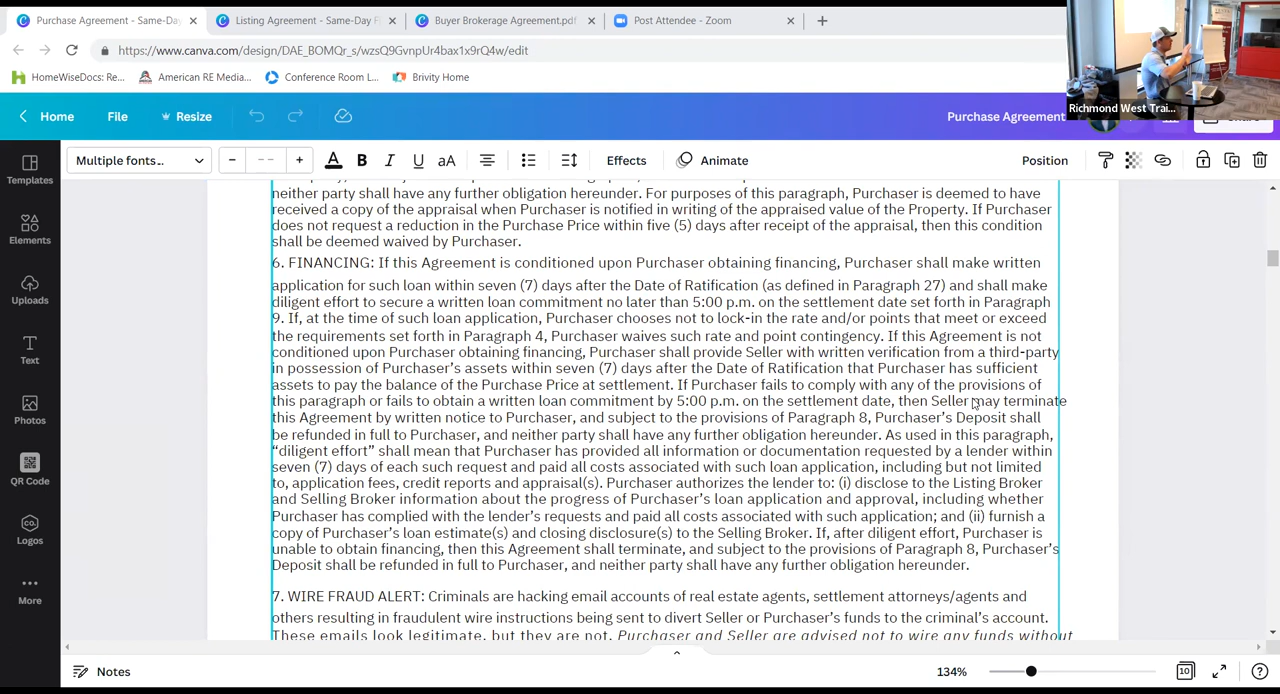 Purchase Agreement - Same-Da
Listing Agreement - Same-Day F
Buyer Brokerage Agreement.pdf
Post Attendee - Zoom
https://www.canva.com/design/DAE_BOMQr_s/wzsQ9GvnpUr4bax1x9rQ4w/edit
HomeWiseDocs: Re...
American RE Media...
Conference Room L...
Brivity Home
Richmond West Trai...
Home
File
Resize
Purchase Agreement
Multiple fonts...
– -- +
A B I U aA
Effects
Animate
Position
Templates
Elements
Uploads
Text
Photos
QR Code
Logos
More
neither party shall have any further obligation hereunder. For purposes of this paragraph, Purchaser is deemed to have
received a copy of the appraisal when Purchaser is notified in writing of the appraised value of the Property. If Purchaser
does not request a reduction in the Purchase Price within five (5) days after receipt of the appraisal, then this condition
shall be deemed waived by Purchaser.
6. FINANCING: If this Agreement is conditioned upon Purchaser obtaining financing, Purchaser shall make written
application for such loan within seven (7) days after the Date of Ratification (as defined in Paragraph 27) and shall make
diligent effort to secure a written loan commitment no later than 5:00 p.m. on the settlement date set forth in Paragraph
9. If, at the time of such loan application, Purchaser chooses not to lock-in the rate and/or points that meet or exceed
the requirements set forth in Paragraph 4, Purchaser waives such rate and point contingency. If this Agreement is not
conditioned upon Purchaser obtaining financing, Purchaser shall provide Seller with written verification from a third-party
in possession of Purchaser's assets within seven (7) days after the Date of Ratification that Purchaser has sufficient
assets to pay the balance of the Purchase Price at settlement. If Purchaser fails to comply with any of the provisions of
this paragraph or fails to obtain a written loan commitment by 5:00 p.m. on the settlement date, then Seller may terminate
this Agreement by written notice to Purchaser, and subject to the provisions of Paragraph 8, Purchaser's Deposit shall
be refunded in full to Purchaser, and neither party shall have any further obligation hereunder. As used in this paragraph,
“diligent effort” shall mean that Purchaser has provided all information or documentation requested by a lender within
seven (7) days of each such request and paid all costs associated with such loan application, including but not limited
to, application fees, credit reports and appraisal(s). Purchaser authorizes the lender to: (i) disclose to the Listing Broker
and Selling Broker information about the progress of Purchaser's loan application and approval, including whether
Purchaser has complied with the lender's requests and paid all costs associated with such application; and (ii) furnish a
copy of Purchaser's loan estimate(s) and closing disclosure(s) to the Selling Broker. If, after diligent effort, Purchaser is
unable to obtain financing, then this Agreement shall terminate, and subject to the provisions of Paragraph 8, Purchaser's
Deposit shall be refunded in full to Purchaser, and neither party shall have any further obligation hereunder.
7. WIRE FRAUD ALERT: Criminals are hacking email accounts of real estate agents, settlement attorneys/agents and
others resulting in fraudulent wire instructions being sent to divert Seller or Purchaser's funds to the criminal's account.
These emails look legitimate, but they are not. Purchaser and Seller are advised not to wire any funds without
Notes
134%
10